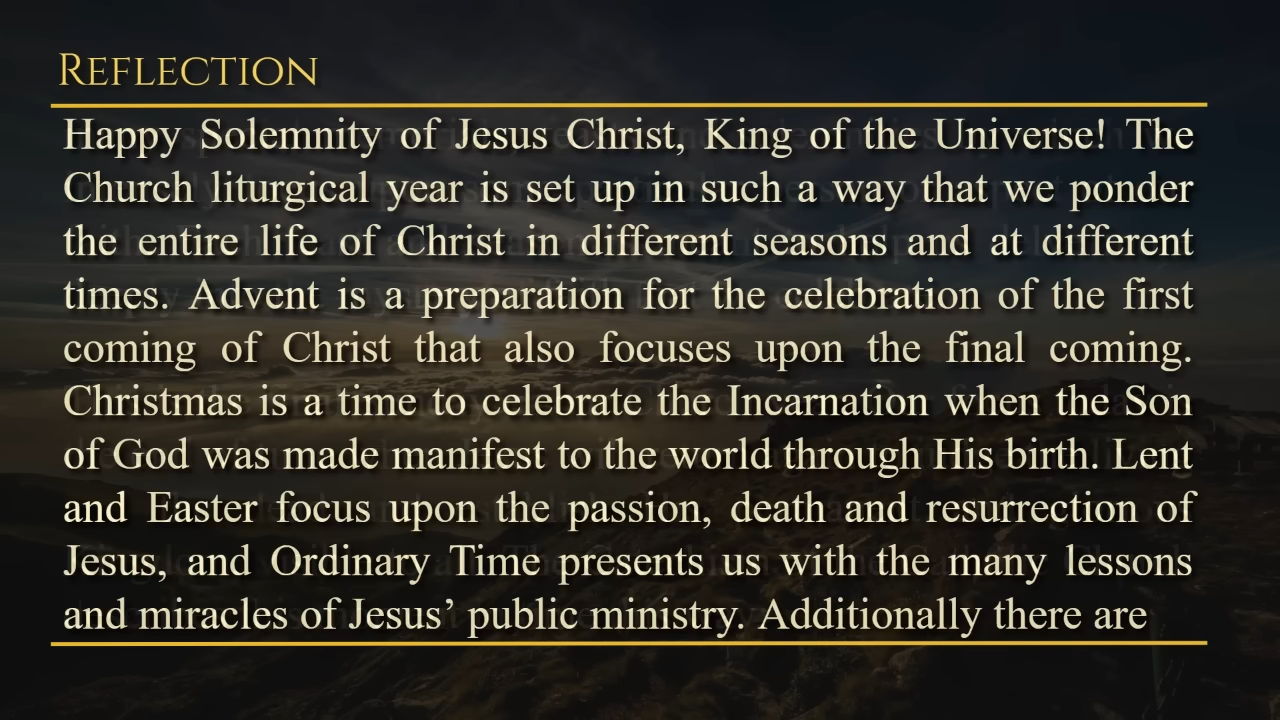 Reflection
Happy Solemnity of Jesus Christ, King of the Universe! The
Church liturgical year is set up in such a way that we ponder
the entire life of Christ in different seasons and at different
times. Advent is a preparation for the celebration of the first
coming of Christ that also focuses upon the final coming.
Christmas is a time to celebrate the Incarnation when the Son
of God was made manifest to the world through His birth. Lent
and Easter focus upon the passion, death and resurrection of
Jesus, and Ordinary Time presents us with the many lessons
and miracles of Jesus’ public ministry. Additionally there are